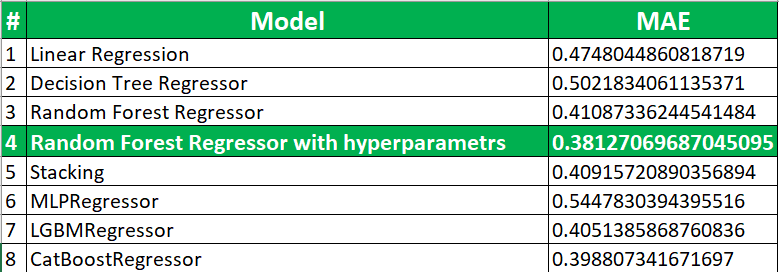 # Model MAE
1 Linear Regression 0.4748044860818719
2 Decision Tree Regressor 0.5021834061135371
3 Random Forest Regressor 0.41087336244541484
4 Random Forest Regressor with hyperparametrs 0.38127069687045095
5 Stacking 0.40915720890356894
6 MLPRegressor 0.5447830394395516
7 LGBMRegressor 0.4051385868760836
8 CatBoostRegressor 0.398807341671697